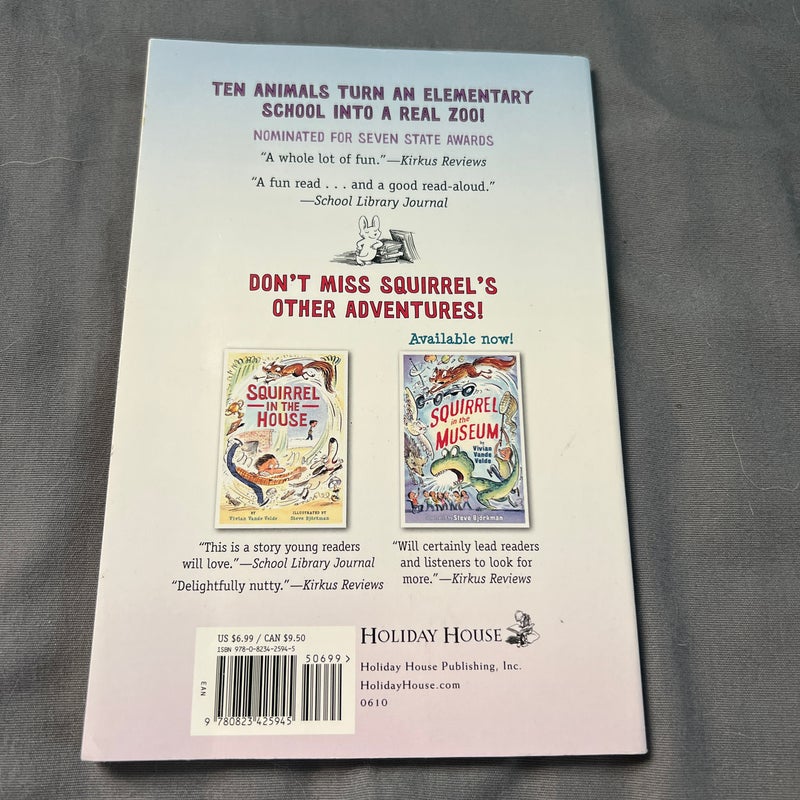 TEN ANIMALS TURN AN ELEMENTARY
SCHOOL INTO A REAL ZOO!
NOMINATED FOR SEVEN STATE AWARDS
“A whole lot of fun.”—Kirkus Reviews
“A fun read . . . and a good read-aloud.”
—School Library Journal
DON'T MISS SQUIRREL'S
OTHER ADVENTURES!
Available now!
SQUIRREL
IN THE
HOUSE
BY
Vivian Vande Velde
ILLUSTRATED BY
Steve Björkman
SQUIRREL
in the
MUSEUM
by
Vivian
Vande
Velde
Steve Björkman
“This is a story young readers
will love.”—School Library Journal
“Delightfully nutty.”—Kirkus Reviews
“Will certainly lead readers
and listeners to look for
more.”—Kirkus Reviews
US $6.99 / CAN $9.50
ISBN 978-0-8234-2594-5
50699>
EAN
9 780823 425945
HOLIDAY HOUSE
Holiday House Publishing, Inc.
HolidayHouse.com
0610